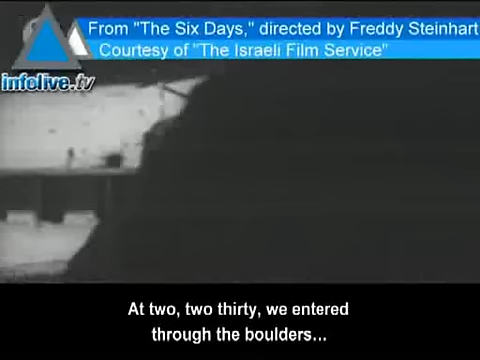 From "The Six Days," directed by Freddy Steinhart
Courtesy of "The Israeli Film Service"
infolive.tv
At two, two thirty, we entered
through the boulders...